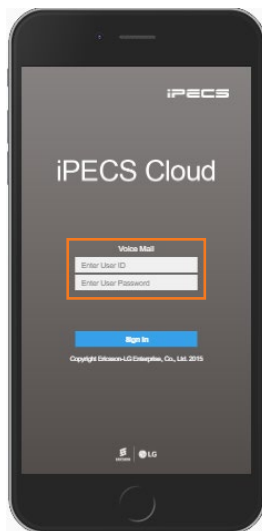 iPECS
iPECS Cloud
Voice Mail
Enter User ID
Enter User Password
Sign In
Copyright Ericsson-LG Enterprise, Co., Ltd. 2015
ERICSSON LG